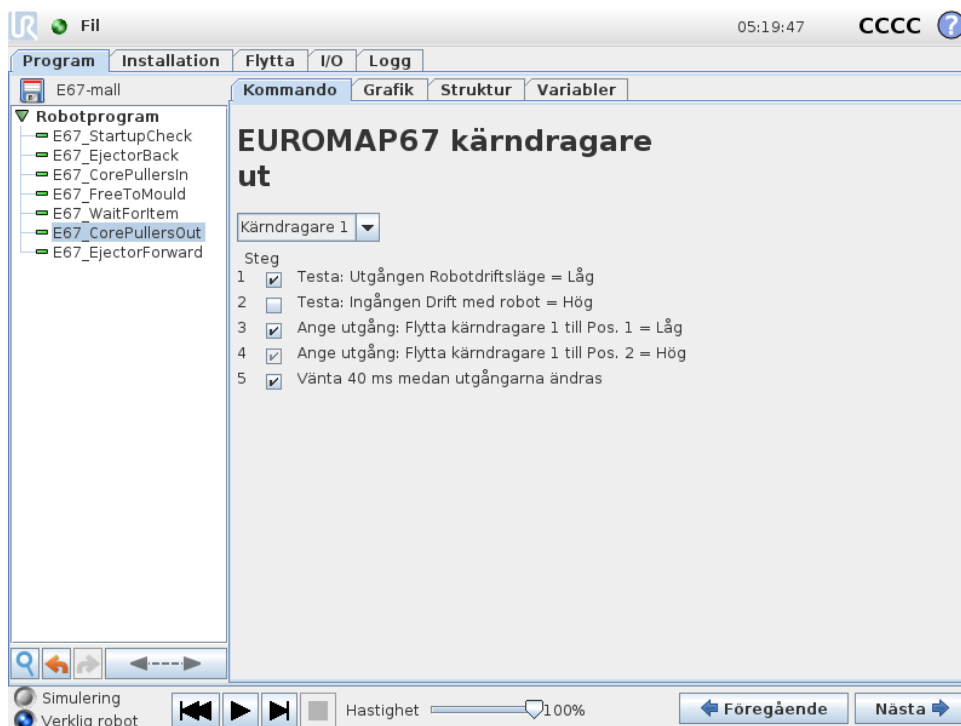 UR Fil 05:19:47 CCCC ?
Program Installation Flytta I/O Logg
E67-mall
Kommando Grafik Struktur Variabler
Robotprogram
E67_StartupCheck
E67_EjectorBack
E67_CorePullersIn
E67_FreeToMould
E67_WaitForItem
E67_CorePullersOut
E67_EjectorForward
EUROMAP67 kärndragare
ut
Kärndragare 1
Steg
1 Testa: Utgången Robotdriftsläge = Låg
2 Testa: Ingången Drift med robot = Hög
3 Ange utgång: Flytta kärndragare 1 till Pos. 1 = Låg
4 Ange utgång: Flytta kärndragare 1 till Pos. 2 = Hög
5 Vänta 40 ms medan utgångarna ändras
Simulering
Verklig robot
Hastighet 100%
Föregående Nästa